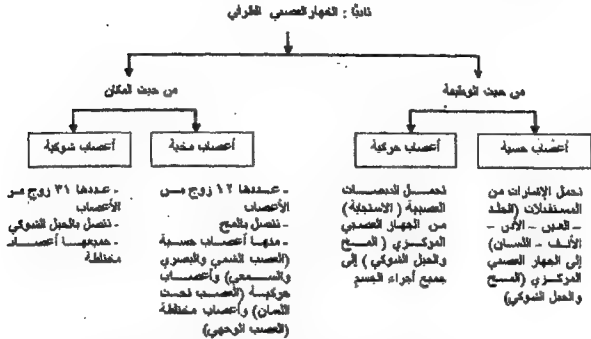 ثانيًا : الجهاز العصبي الطرفي
من حيث الوظيفة
من حيث المكان
أعصاب حسية
أعصاب حركية
أعصاب مخية
أعصاب شوكية
تحمل الإشارات من
المستقبلات (الجلد
– العين – الأذن –
الأنف – اللسان)
إلى الجهاز العصبي
المركزي (المخ
والحبل الشوكي)
تحمل النبضات
العصبية (الاستجابة)
من الجهاز العصبي
المركزي (المخ
والحبل الشوكي) إلى
جميع أجزاء الجسم
- عددها ١٢ زوج من
الأعصاب
- تتصل بالمخ
- منها أعصاب حسية
(العصب الشمي والبصري
والسمعي) وأعصاب
حركية (العصب تحت
اللسان) وأعصاب مختلطة
(العصب الوجهي)
- عددها ٣١ زوج من
الأعصاب
- تتصل بالحبل الشوكي
- جميعها أعصاب
مختلطة